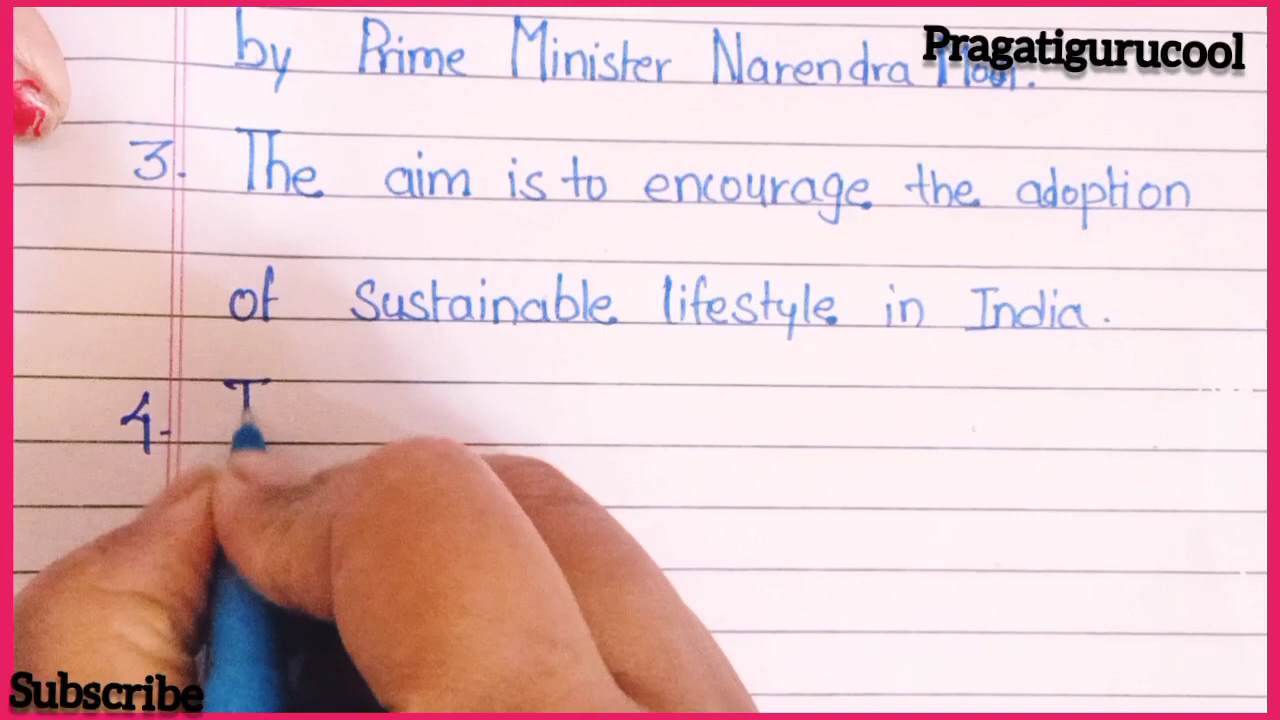 Pragatigurucool
by Prime Minister Narendra
3. The aim is to encourage the adoption
of Sustainable lifestyle in India.
4. T
Subscribe